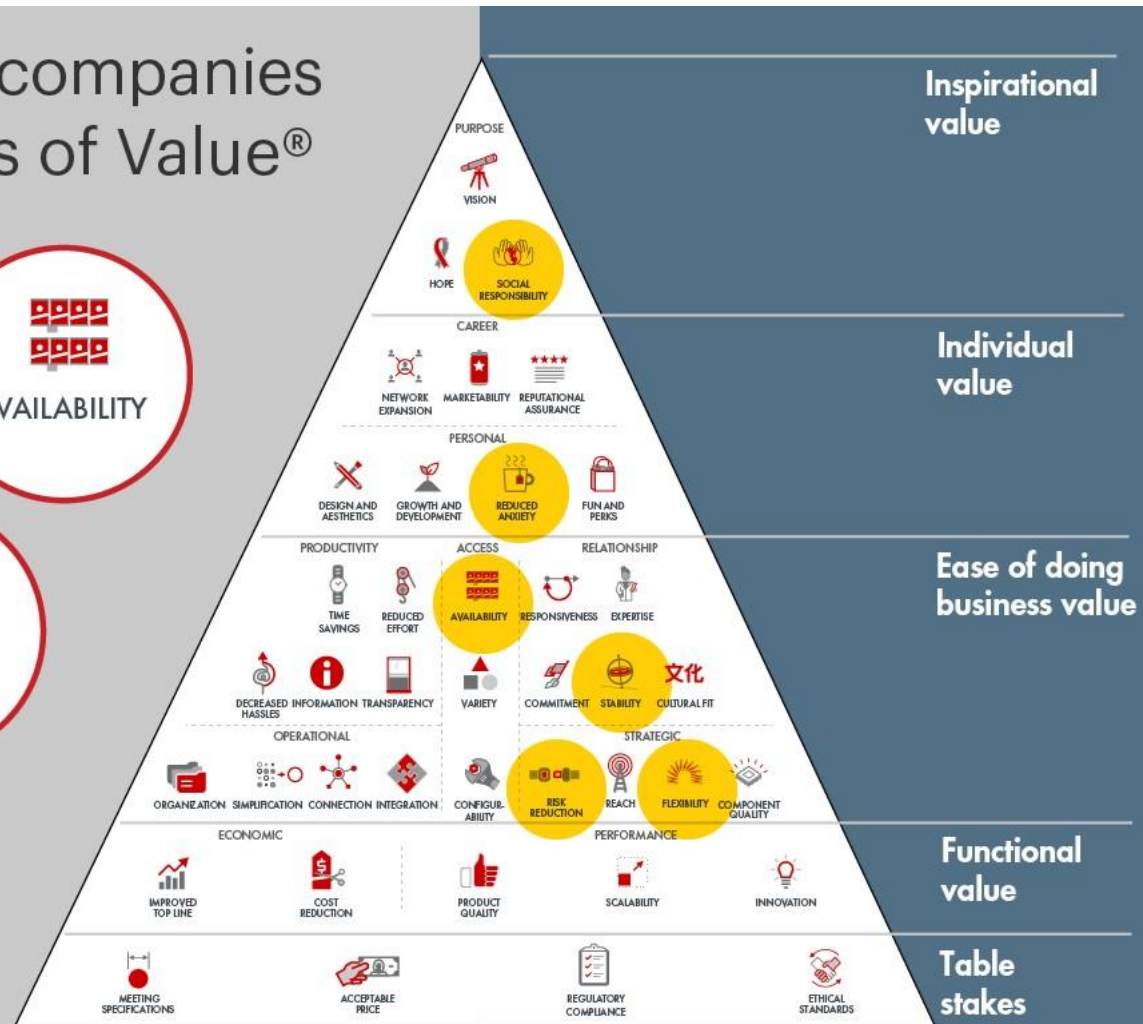 companies
s of Value®
VAILABILITY
PURPOSE
VISION
HOPE
SOCIAL
RESPONSIBILITY
Inspirational
value
CAREER
NETWORK
EXPANSION
MARKETABILITY
REPUTATIONAL
ASSURANCE
PERSONAL
DESIGN AND
AESTHETICS
GROWTH AND
DEVELOPMENT
REDUCED
ANXIETY
FUN AND
PERKS
Individual
value
PRODUCTIVITY
ACCESS
RELATIONSHIP
TIME
SAVINGS
REDUCED
EFFORT
AVAILABILITY
RESPONSIVENESS
EXPERTISE
DECREASED
HASSLES
INFORMATION
TRANSPARENCY
VARIETY
COMMITMENT
STABILITY
文化
CULTURAL FIT
OPERATIONAL
STRATEGIC
ORGANIZATION
SIMPLIFICATION
CONNECTION
INTEGRATION
CONFIGUR-
ABILITY
RISK
REDUCTION
REACH
FLEXIBILITY
COMPONENT
QUALITY
Ease of doing
business value
ECONOMIC
PERFORMANCE
IMPROVED
TOP LINE
$
COST
REDUCTION
PRODUCT
QUALITY
SCALABILITY
INNOVATION
Functional
value
MEETING
SPECIFICATIONS
ACCEPTABLE
PRICE
REGULATORY
COMPLIANCE
ETHICAL
STANDARDS
Table
stakes